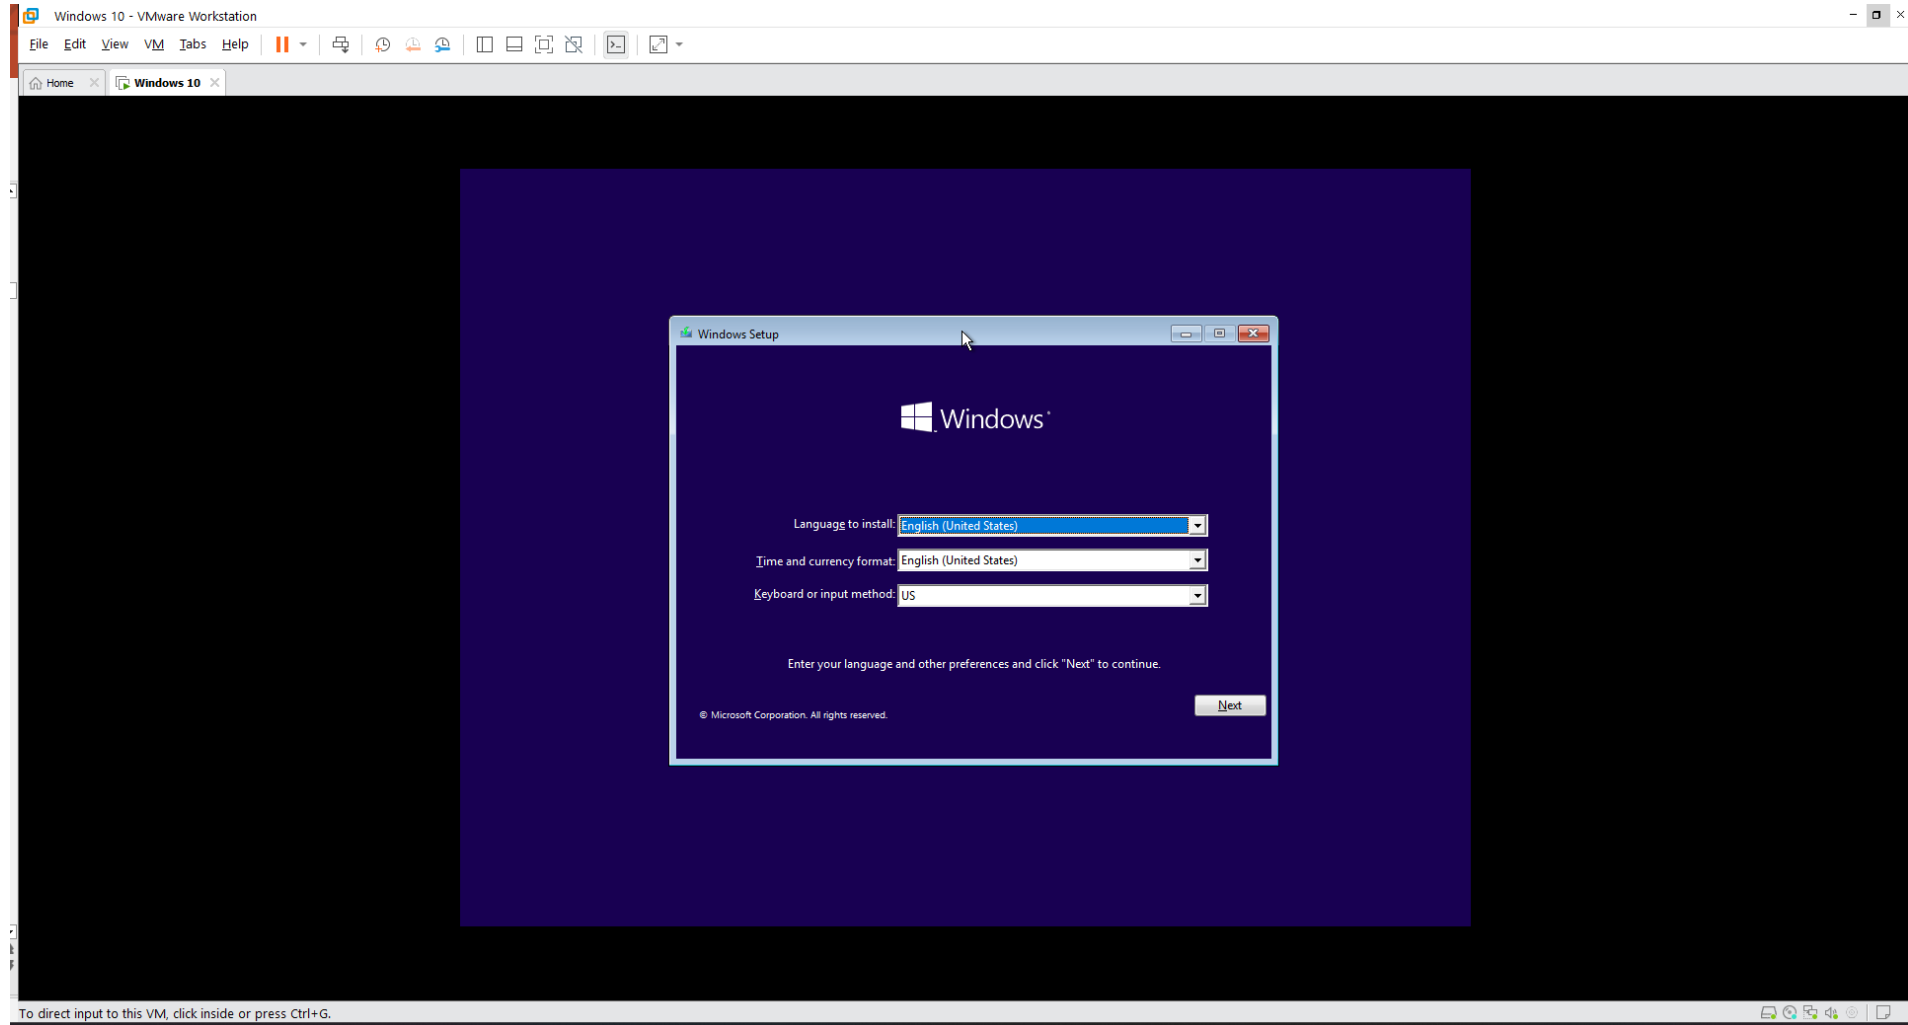 Windows 10 - VMware Workstation
File Edit View VM Tabs Help
Home Windows 10
Windows Setup
Windows
Language to install: English (United States)
Time and currency format: English (United States)
Keyboard or input method: US
Enter your language and other preferences and click "Next" to continue.
Next
© Microsoft Corporation. All rights reserved.
To direct input to this VM, click inside or press Ctrl+G.